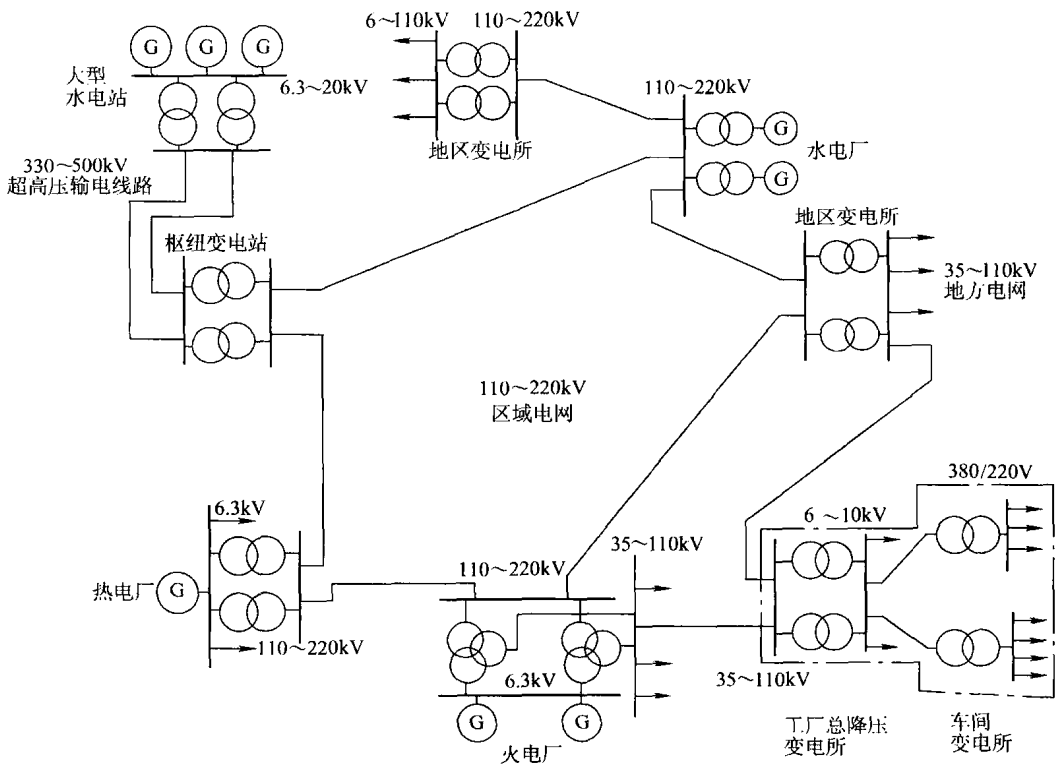 G G G
大型
水电站
6.3～20kV
6～110kV
110～220kV
地区变电所
110～220kV
G
G
水电厂
330～500kV
超高压输电线路
枢纽变电站
地区变电所
35～110kV
地方电网
110～220kV
区域电网
6.3kV
热电厂
G
110～220kV
110～220kV
35～110kV
6.3kV
G G
火电厂
35～110kV
6～10kV
380/220V
工厂总降压
变电所
车间
变电所